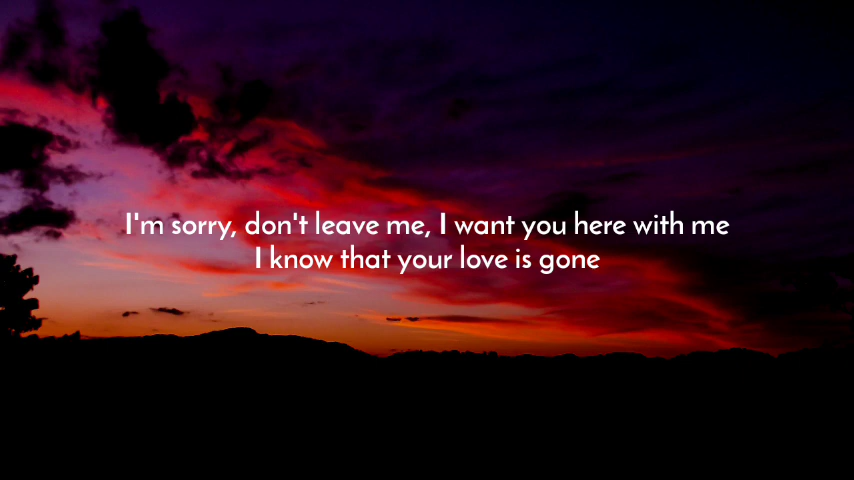 I'm sorry, don't leave me, I want you here with me
I know that your love is gone